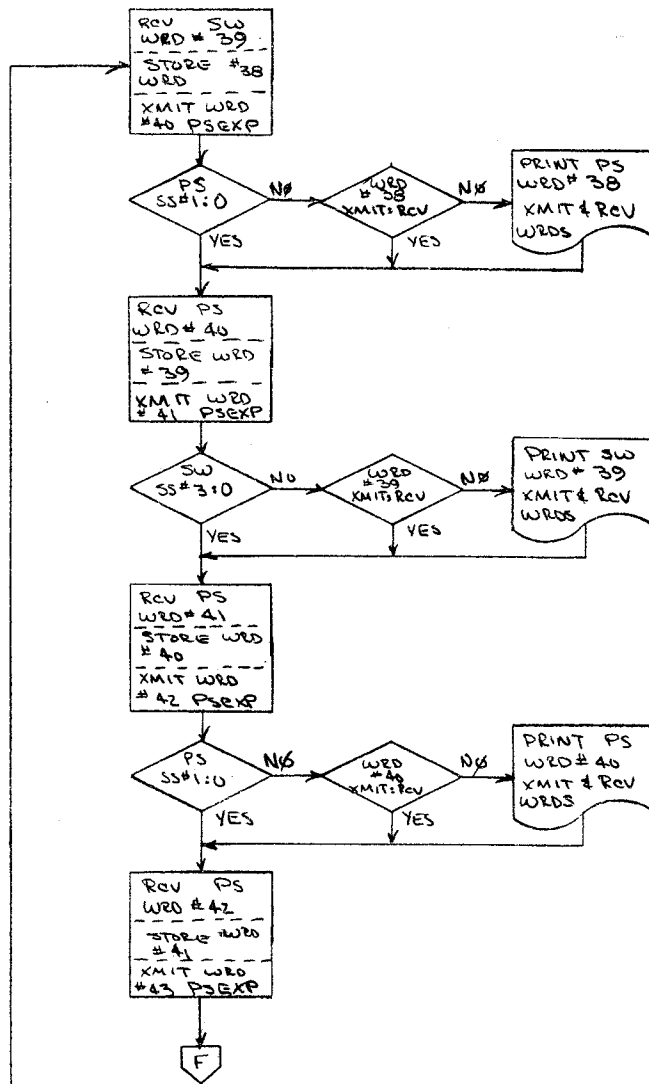 RCV SW
WRD # 39
STORE #38
WRD
XMIT WRD
#40 PSEXP
PS
SS#1:0
NØ
WRD
# 38
XMIT:RCV
NØ
PRINT PS
WRD # 38
XMIT & RCV
WRDS
YES
YES
RCV PS
WRD # 40
STORE WRD
# 39
XMIT WRD
#41 PSEXP
SW
SS#3:0
NO
WRD
#39
XMIT:RCV
NØ
PRINT SW
WRD # 39
XMIT & RCV
WRDS
YES
YES
RCV PS
WRD # 41
STORE WRD
# 40
XMIT WRD
#42 PSEXP
PS
SS#1:0
NØ
WRD
#40
XMIT:RCV
NØ
PRINT PS
WRD # 40
XMIT & RCV
WRDS
YES
YES
RCV PS
WRD # 42
STORE WRD
# 41
XMIT WRD
#43 PSEXP
F